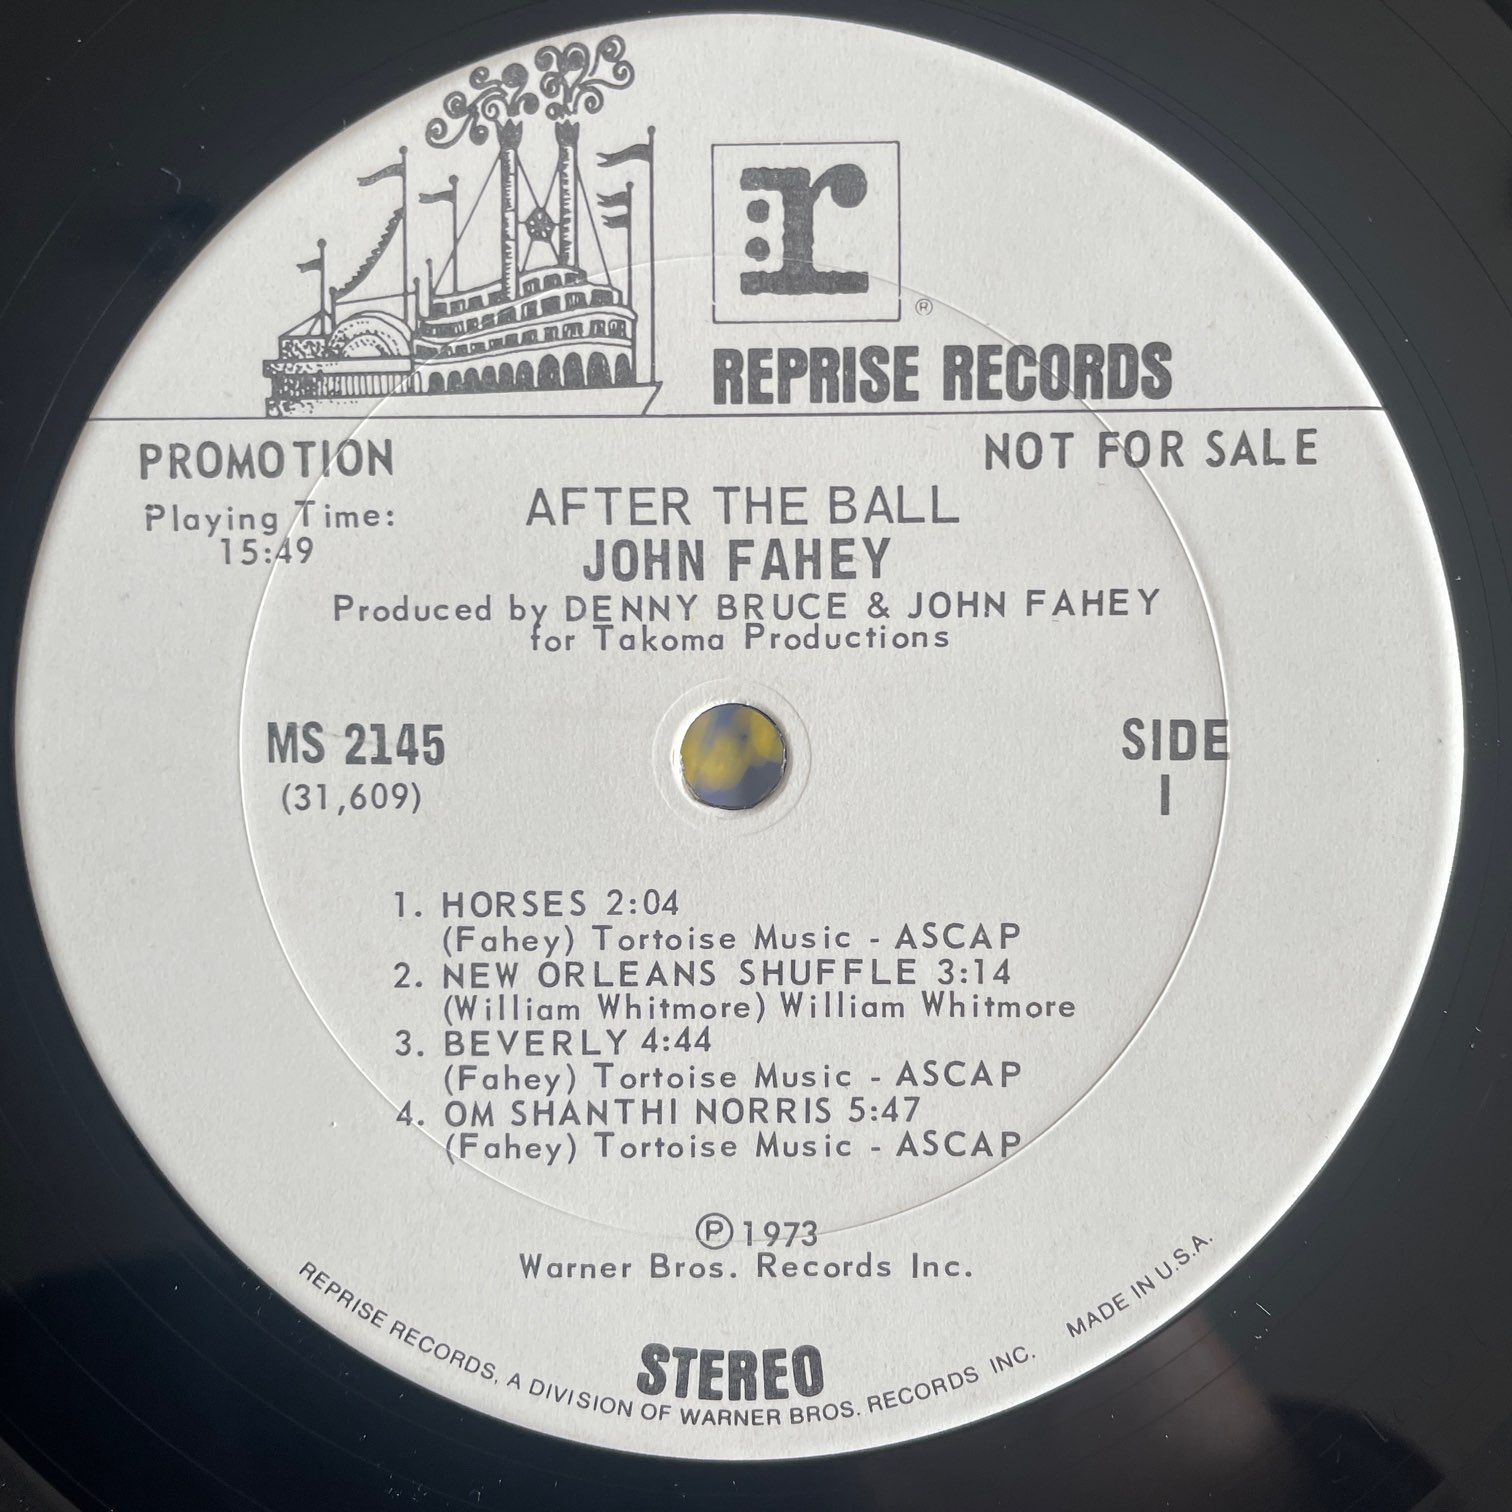 r
®
REPRISE RECORDS
PROMOTION
NOT FOR SALE
Playing Time:
15:49
AFTER THE BALL
JOHN FAHEY
Produced by DENNY BRUCE & JOHN FAHEY
for Takoma Productions
MS 2145
(31,609)
SIDE
1
1. HORSES 2:04
(Fahey) Tortoise Music - ASCAP
2. NEW ORLEANS SHUFFLE 3:14
(William Whitmore) William Whitmore
3. BEVERLY 4:44
(Fahey) Tortoise Music - ASCAP
4. OM SHANTHI NORRIS 5:47
(Fahey) Tortoise Music - ASCAP
℗1973
Warner Bros. Records Inc.
STEREO
REPRISE RECORDS, A DIVISION OF WARNER BROS. RECORDS INC. MADE IN U.S.A.